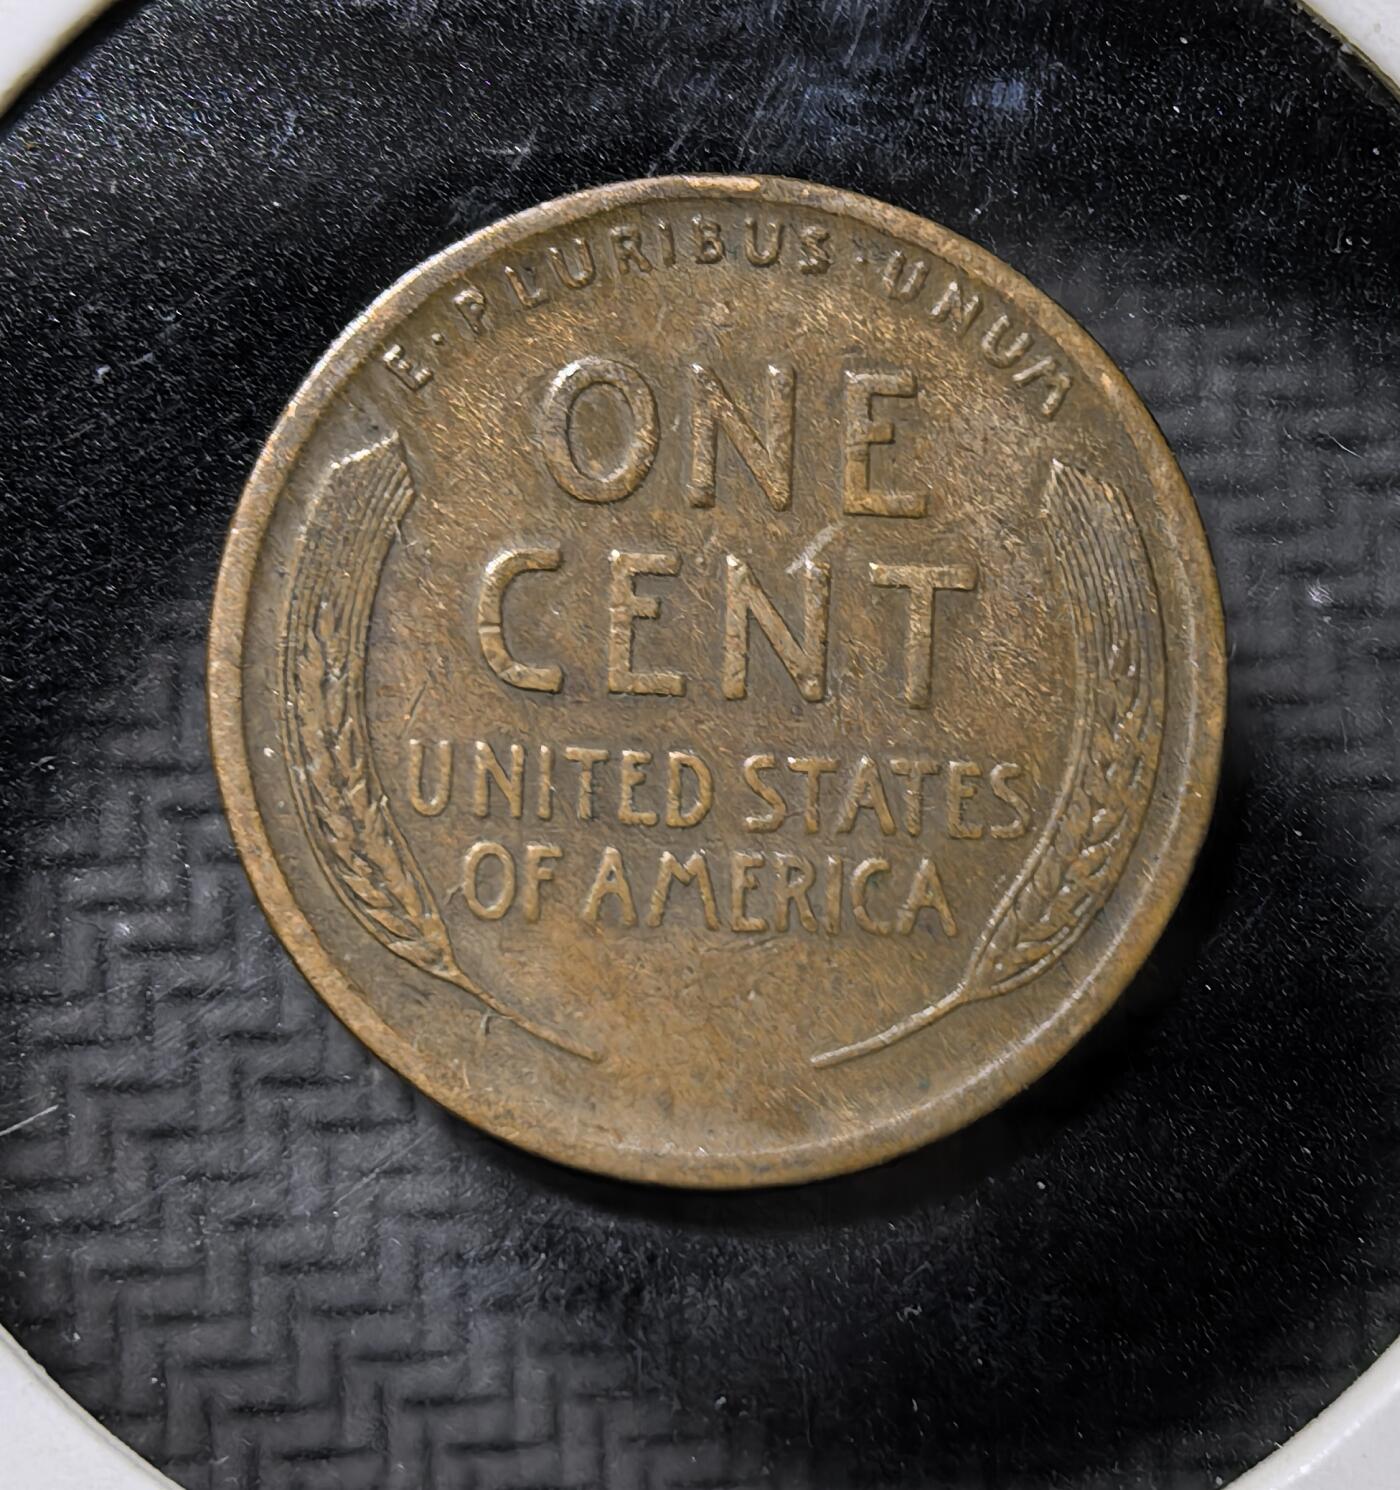 E·PLURIBUS·UNUM
ONE
CENT
UNITED STATES
OF AMERICA